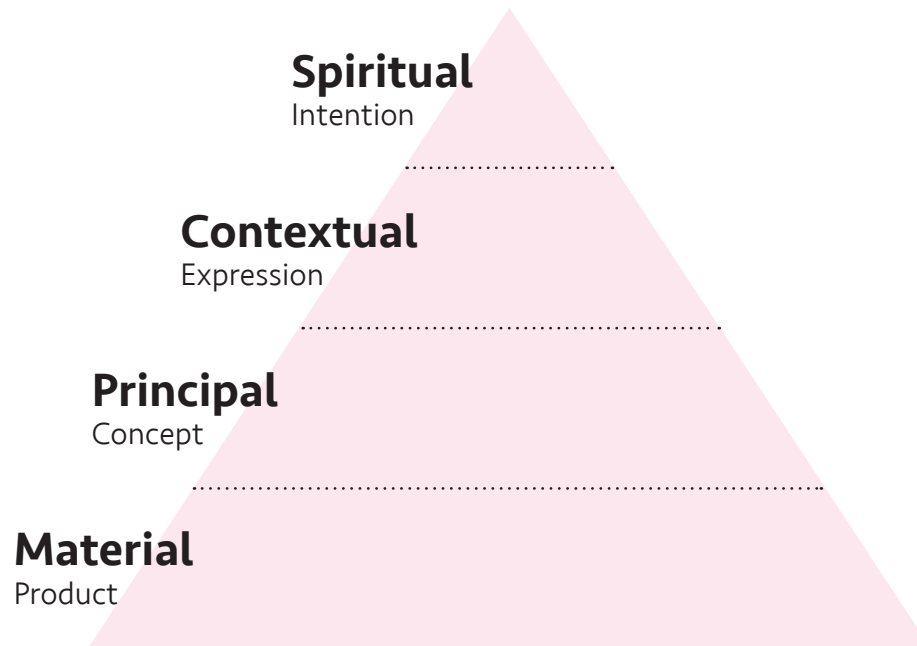 Spiritual
Intention
Contextual
Expression
Principal
Concept
Material
Product